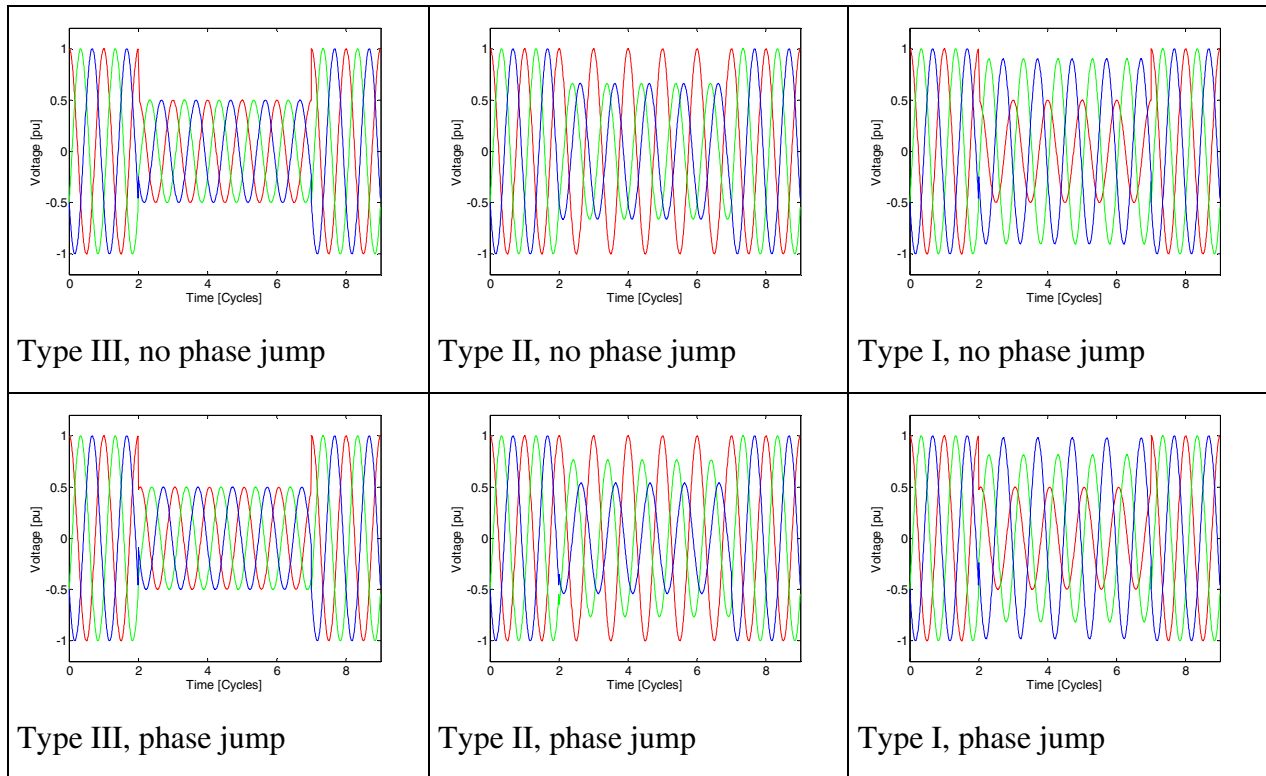 1
0.5
0
-0.5
-1
Voltage [pu]
0 2 4 6 8
Time [Cycles]
Type III, no phase jump
1
0.5
0
-0.5
-1
Voltage [pu]
0 2 4 6 8
Time [Cycles]
Type II, no phase jump
1
0.5
0
-0.5
-1
Voltage [pu]
0 2 4 6 8
Time [Cycles]
Type I, no phase jump
1
0.5
0
-0.5
-1
Voltage [pu]
0 2 4 6 8
Time [Cycles]
Type III, phase jump
1
0.5
0
-0.5
-1
Voltage [pu]
0 2 4 6 8
Time [Cycles]
Type II, phase jump
1
0.5
0
-0.5
-1
Voltage [pu]
0 2 4 6 8
Time [Cycles]
Type I, phase jump